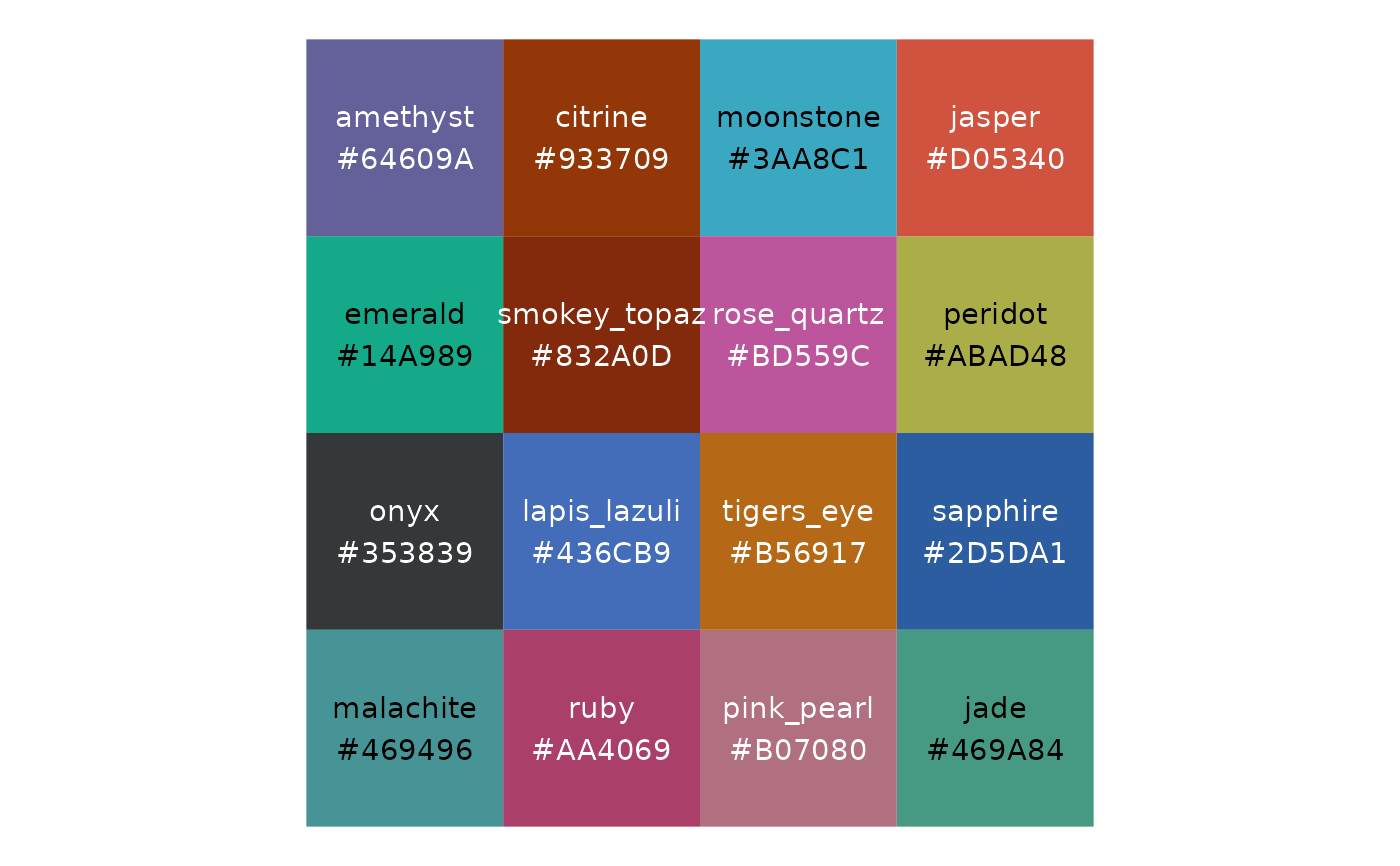 amethyst
#64609A
citrine
#933709
moonstone
#3AA8C1
jasper
#D05340
emerald
#14A989
smokey_topaz
#832A0D
rose_quartz
#BD559C
peridot
#ABAD48
onyx
#353839
lapis_lazuli
#436CB9
tigers_eye
#B56917
sapphire
#2D5DA1
malachite
#469496
ruby
#AA4069
pink_pearl
#B07080
jade
#469A84